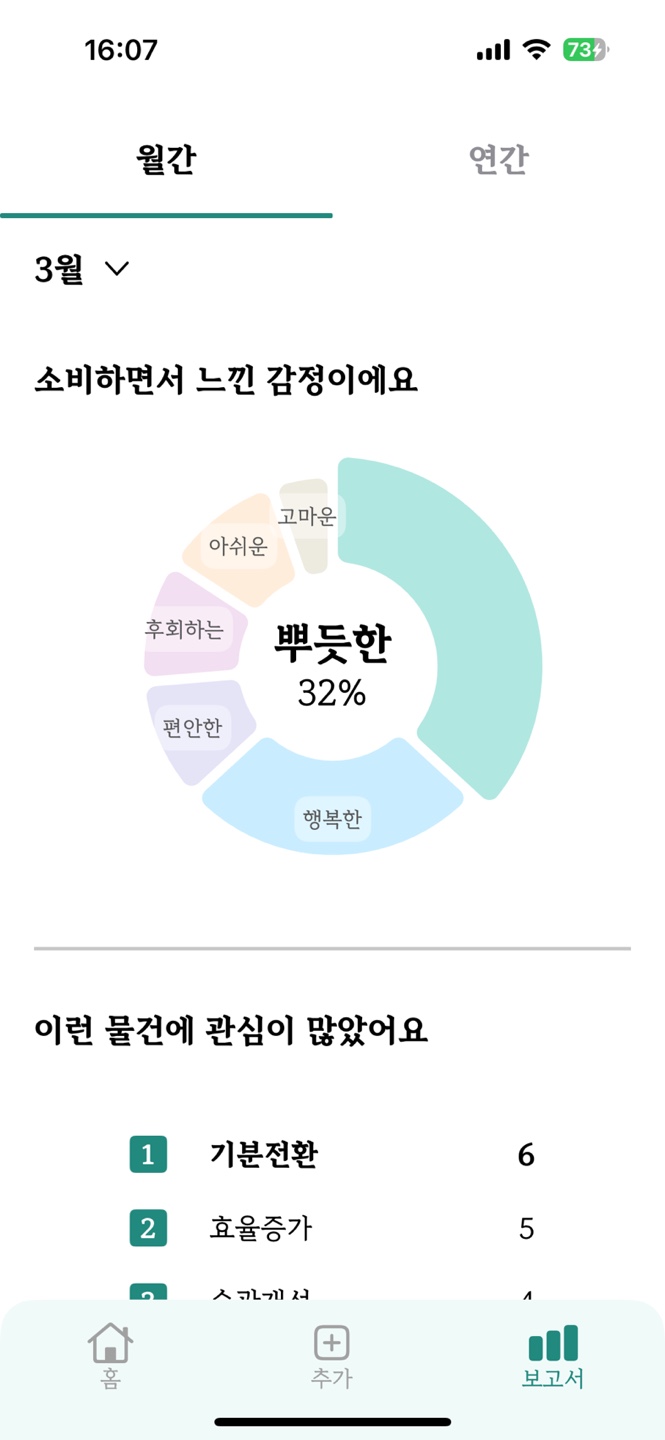 16:07
73
월간 연간
3월
소비하면서 느낀 감정이에요
고마운
아쉬운
후회하는
뿌듯한
32%
편안한
행복한
이런 물건에 관심이 많았어요
1 기분전환 6
2 효율증가 5
홈 추가 보고서